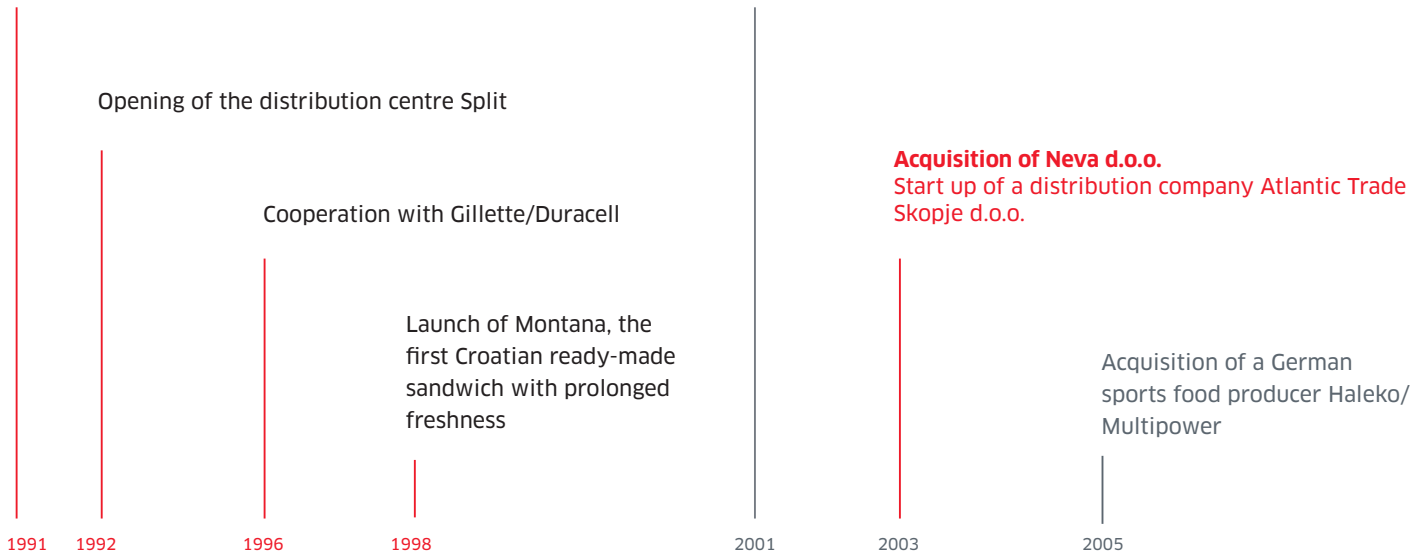 Opening of the distribution centre Split
Acquisition of Neva d.o.o.
Start up of a distribution company Atlantic Trade
Skopje d.o.o.
Cooperation with Gillette/Duracell
Launch of Montana, the
first Croatian ready-made
sandwich with prolonged
freshness
Acquisition of a German
sports food producer Haleko/
Multipower
1991 1992 1996 1998 2001 2003 2005